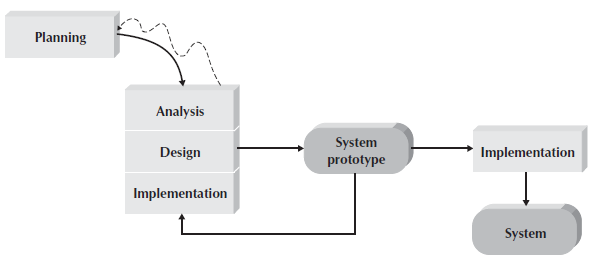 Planning
Analysis
Design
Implementation
System
prototype
Implementation
System